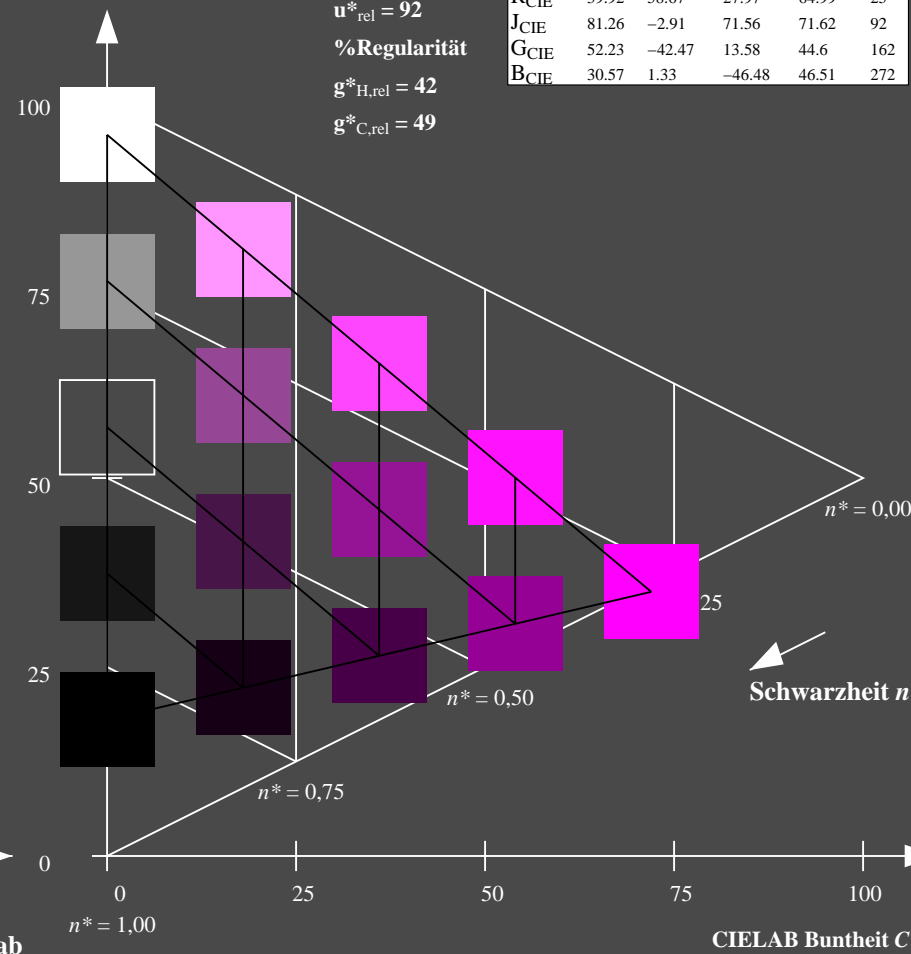 u*rel = 92
%Regularität
g*H,rel = 42
g*C,rel = 49
JCIE 81.26 −2.91 71.56 71.62 92
GCIE 52.23 −42.47 13.58 44.6 162
BCIE 30.57 1.33 −46.48 46.51 272
100
75
50
n* = 0,00
25
25
Schwarzheit n
n* = 0,50
n* = 0,75
0
0 25 50 75 100
n* = 1,00
ab
CIELAB Buntheit C